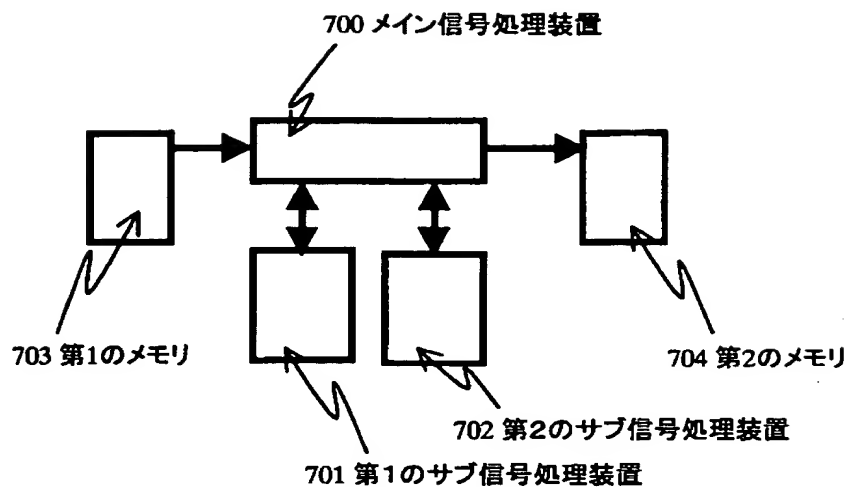 700 メイン信号処理装置
703 第1のメモリ
704 第2のメモリ
702 第２のサブ信号処理装置
701 第１のサブ信号処理装置